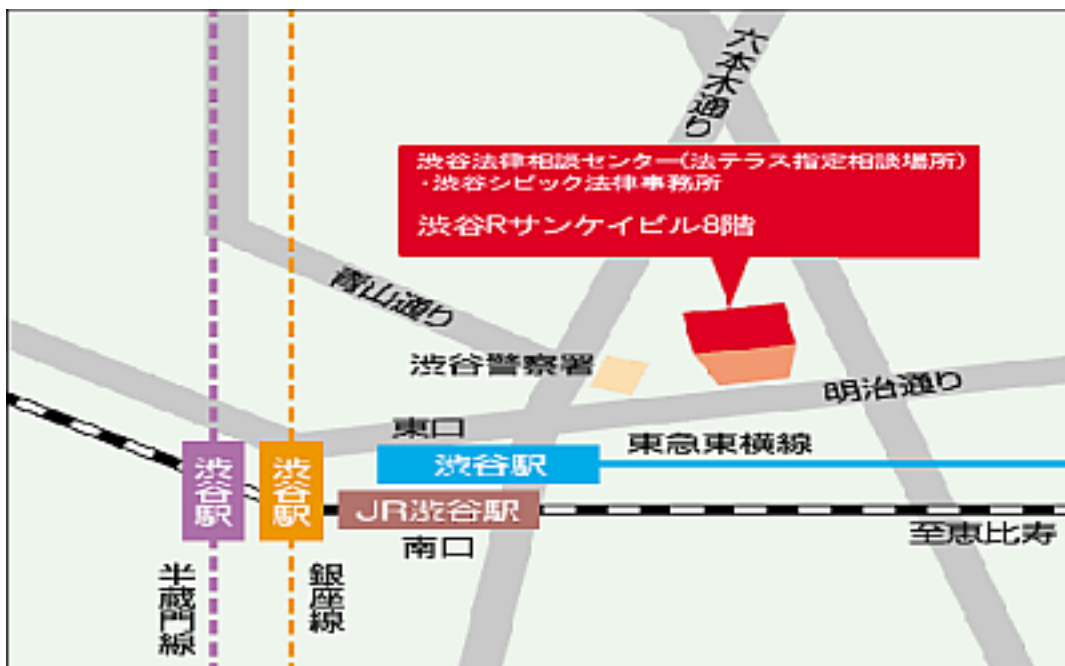 六本木通り
渋谷法律相談センター(法テラス指定相談場所)
・渋谷シビック法律事務所
渋谷Rサンケイビル8階
青山通り
渋谷警察署
明治通り
東口
東急東横線
渋谷駅
渋谷駅
渋谷駅
JR渋谷駅
南口
至恵比寿
半蔵門線
銀座線